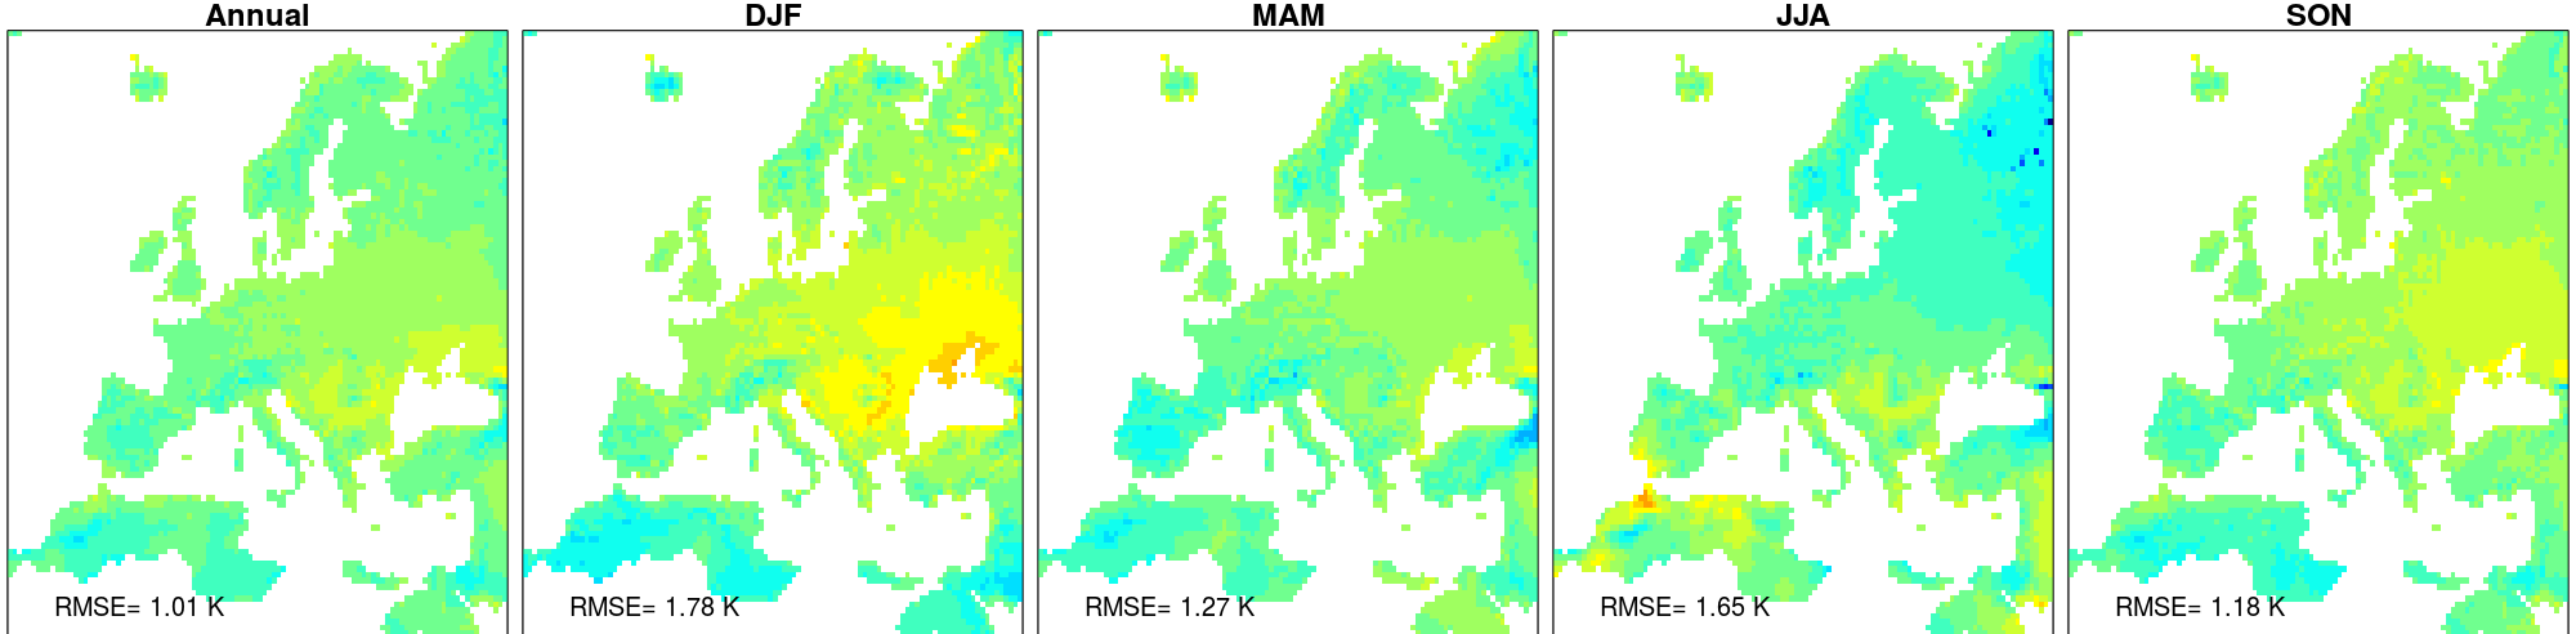 Annual DJF MAM JJA SON
RMSE= 1.01 K RMSE= 1.78 K RMSE= 1.27 K RMSE= 1.65 K RMSE= 1.18 K